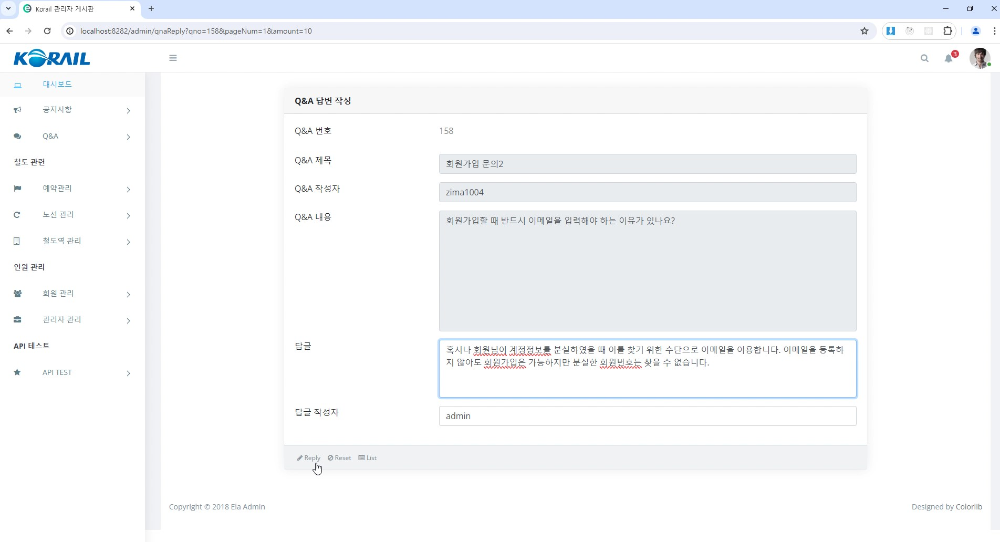 Korail 관리자 게시판
localhost:8282/admin/qnaReply?qno=158&pageNum=1&amount=10
KORAIL
3
대시보드
공지사항
Q&A
철도 관련
예약관리
노선 관리
철도역 관리
인원 관리
회원 관리
관리자 관리
API 테스트
API TEST
Q&A 답변 작성
Q&A 번호
158
Q&A 제목
회원가입 문의2
Q&A 작성자
zima1004
Q&A 내용
회원가입할 때 반드시 이메일을 입력해야 하는 이유가 있나요?
답글
혹시나 회원님이 계정정보를 분실하였을 때 이를 찾기 위한 수단으로 이메일을 이용합니다. 이메일을 등록하
지 않아도 회원가입은 가능하지만 분실한 회원번호는 찾을 수 없습니다.
답글 작성자
admin
Reply Reset List
Copyright © 2018 Ela Admin
Designed by Colorlib